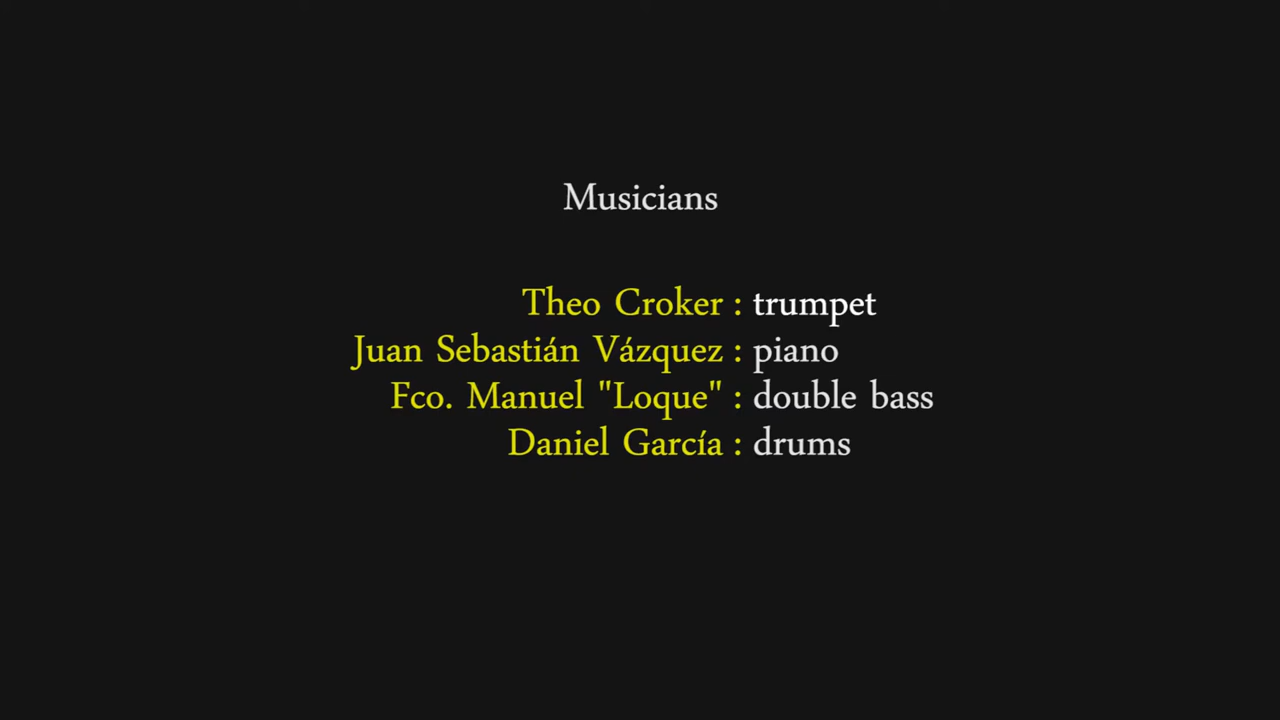 Musicians
Theo Croker : trumpet
Juan Sebastián Vázquez : piano
Fco. Manuel "Loque" : double bass
Daniel García : drums